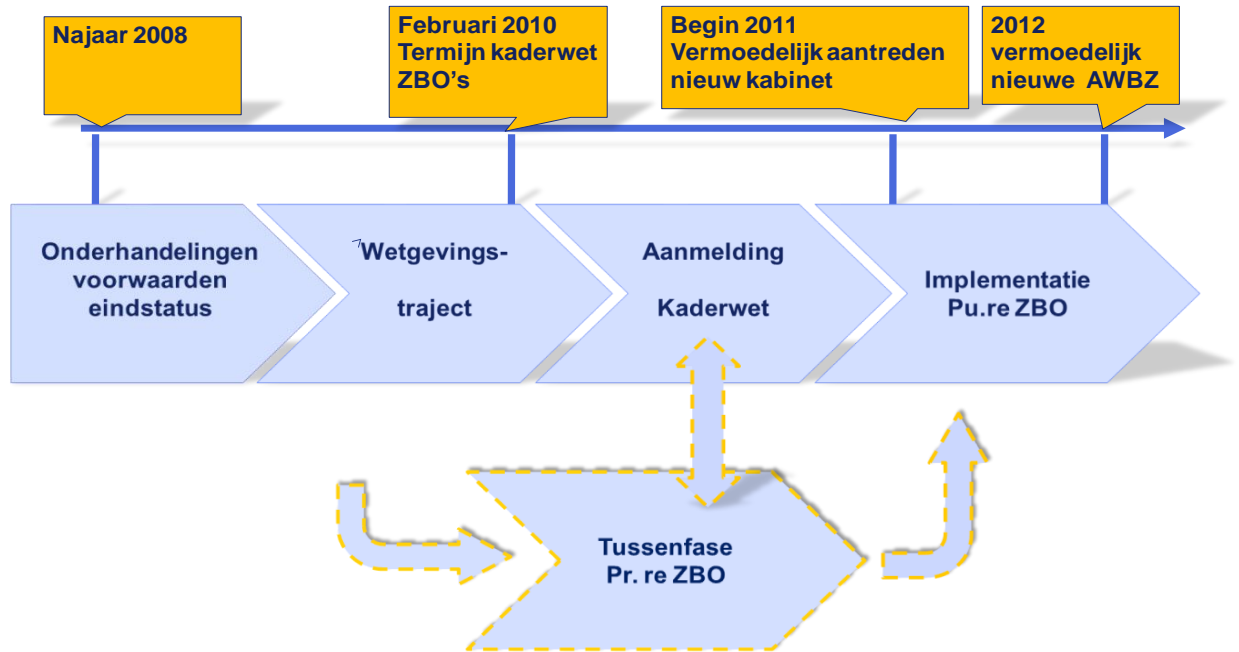 Najaar 2008
Februari 2010
Termijn kaderwet
ZBO's
Begin 2011
Vermoedelijk aantreden
nieuw kabinet
2012
vermoedelijk
nieuwe AWBZ
Onderhandelingen
voorwaarden
eindstatus
Wetgevings-
traject
Aanmelding
Kaderwet
Implementatie
Pu.re ZBO
Tussenfase
Pr. re ZBO